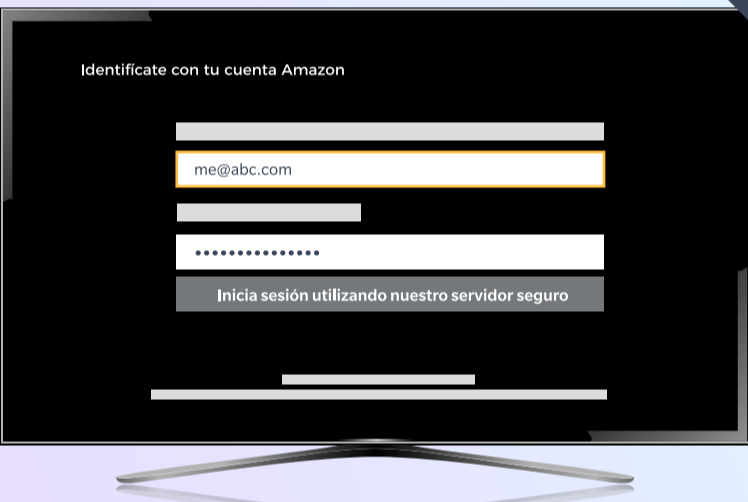 Identifícate con tu cuenta Amazon
me@abc.com
•••••••••••••••
Inicia sesión utilizando nuestro servidor seguro